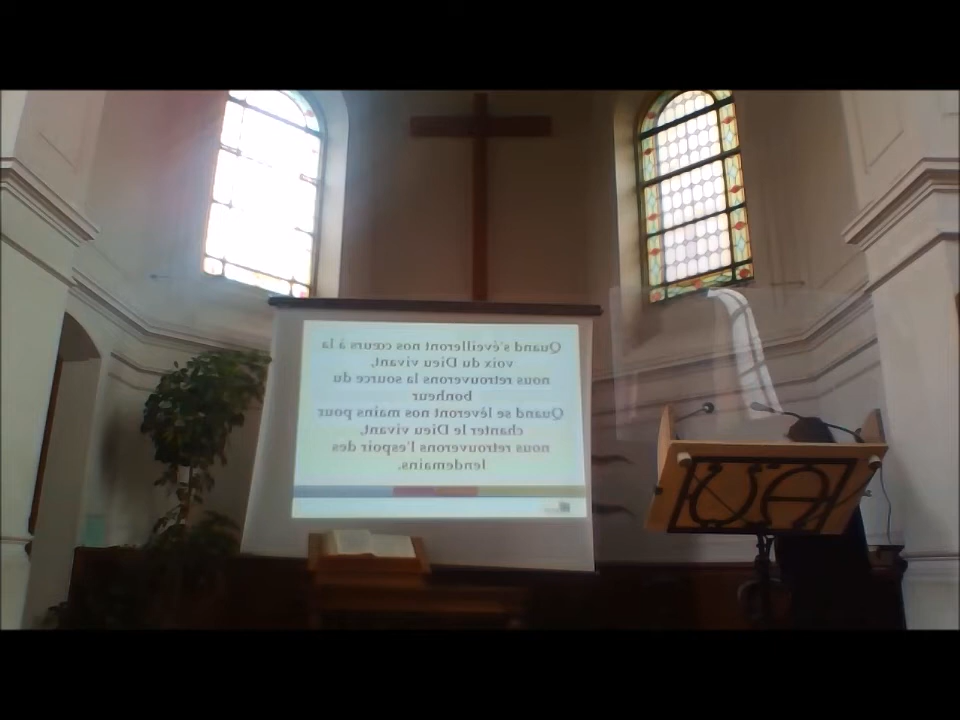 Quand s'éveilleront nos cœurs à la
voix du Dieu vivant,
nous retrouverons la source du
bonheur
Quand se lèveront nos mains pour
chanter le Dieu vivant,
nous retrouverons l'espoir des
lendemains.